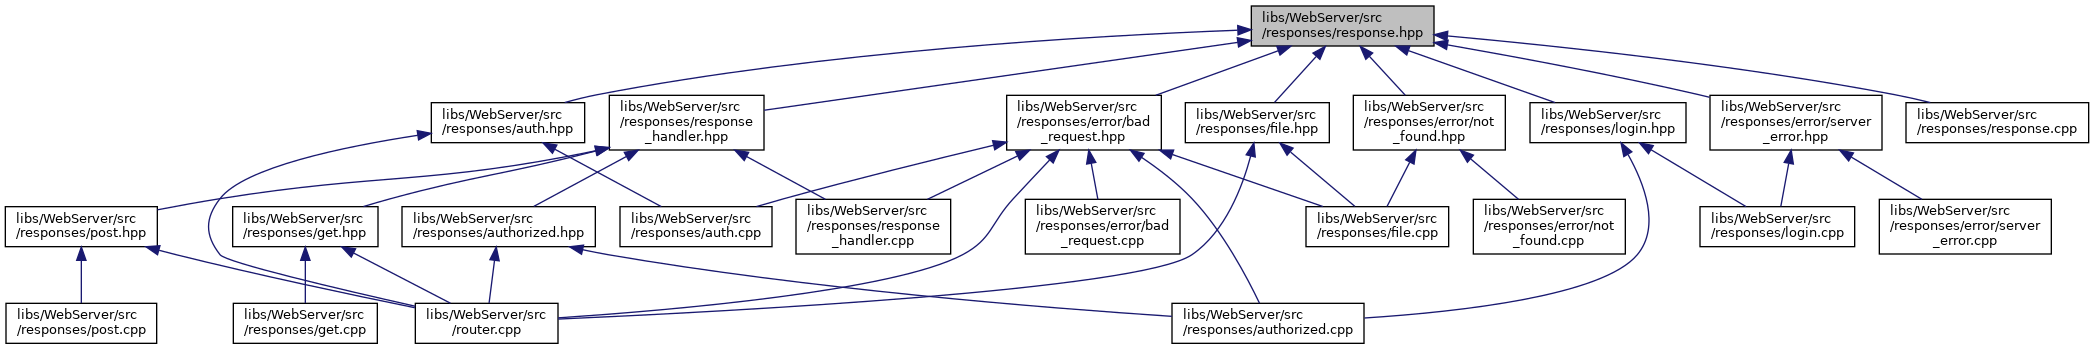 libs/WebServer/src
/responses/response.hpp
libs/WebServer/src
/responses/auth.hpp
libs/WebServer/src
/responses/response
_handler.hpp
libs/WebServer/src
/responses/error/bad
_request.hpp
libs/WebServer/src
/responses/file.hpp
libs/WebServer/src
/responses/error/not
_found.hpp
libs/WebServer/src
/responses/login.hpp
libs/WebServer/src
/responses/error/server
_error.hpp
libs/WebServer/src
/responses/response.cpp
libs/WebServer/src
/responses/post.hpp
libs/WebServer/src
/responses/get.hpp
libs/WebServer/src
/responses/authorized.hpp
libs/WebServer/src
/responses/auth.cpp
libs/WebServer/src
/responses/response
_handler.cpp
libs/WebServer/src
/responses/error/bad
_request.cpp
libs/WebServer/src
/responses/file.cpp
libs/WebServer/src
/responses/error/not
_found.cpp
libs/WebServer/src
/responses/login.cpp
libs/WebServer/src
/responses/error/server
_error.cpp
libs/WebServer/src
/responses/post.cpp
libs/WebServer/src
/responses/get.cpp
libs/WebServer/src
/router.cpp
libs/WebServer/src
/responses/authorized.cpp